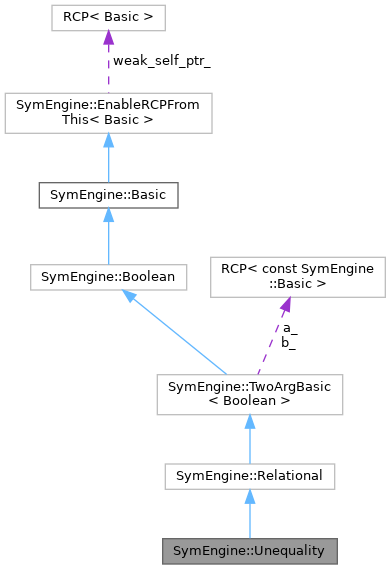 RCP< Basic >
weak_self_ptr_
SymEngine::EnableRCPFrom
This< Basic >
SymEngine::Basic
SymEngine::Boolean
RCP< const SymEngine
::Basic >
a_
b_
SymEngine::TwoArgBasic
< Boolean >
SymEngine::Relational
SymEngine::Unequality